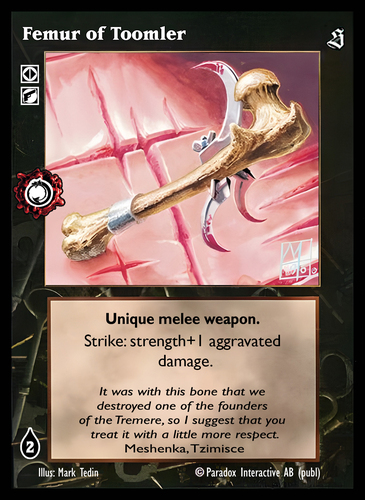 Femur of Toomler
Unique melee weapon.
Strike: strength+1 aggravated
damage.
It was with this bone that we
destroyed one of the founders
of the Tremere, so I suggest that you
treat it with a little more respect.
Meshenka, Tzimisce
2
Illus: Mark Tedin © Paradox Interactive AB (publ)